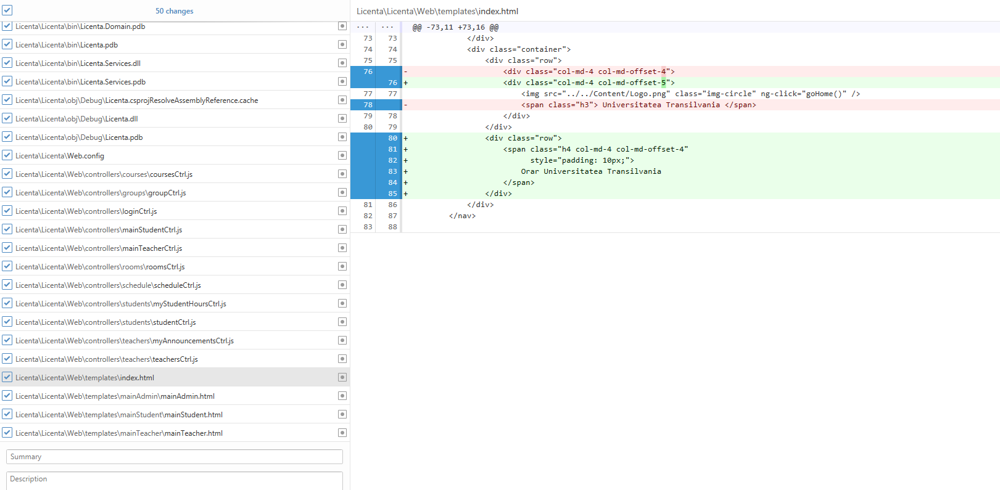 50 changes
Licenta\Licenta\bin\Licenta.Domain.pdb
Licenta\Licenta\bin\Licenta.pdb
Licenta\Licenta\bin\Licenta.Services.dll
Licenta\Licenta\bin\Licenta.Services.pdb
Licenta\Licenta\obj\Debug\Licenta.csprojResolveAssemblyReference.cache
Licenta\Licenta\obj\Debug\Licenta.dll
Licenta\Licenta\obj\Debug\Licenta.pdb
Licenta\Licenta\Web.config
Licenta\Licenta\Web\controllers\courses\coursesCtrl.js
Licenta\Licenta\Web\controllers\groups\groupCtrl.js
Licenta\Licenta\Web\controllers\loginCtrl.js
Licenta\Licenta\Web\controllers\mainStudentCtrl.js
Licenta\Licenta\Web\controllers\mainTeacherCtrl.js
Licenta\Licenta\Web\controllers\rooms\roomsCtrl.js
Licenta\Licenta\Web\controllers\schedule\scheduleCtrl.js
Licenta\Licenta\Web\controllers\students\myStudentHoursCtrl.js
Licenta\Licenta\Web\controllers\students\studentCtrl.js
Licenta\Licenta\Web\controllers\teachers\myAnnouncementsCtrl.js
Licenta\Licenta\Web\controllers\teachers\teachersCtrl.js
Licenta\Licenta\Web\templates\index.html
Licenta\Licenta\Web\templates\mainAdmin\mainAdmin.html
Licenta\Licenta\Web\templates\mainStudent\mainStudent.html
Licenta\Licenta\Web\templates\mainTeacher\mainTeacher.html
Summary
Description
Licenta\Licenta\Web\templates\index.html
... ... @@ -73,11 +73,16 @@
73 73 </div>
74 74 <div class="container">
75 75 <div class="row">
76 - <div class="col-md-4 col-md-offset-4">
76 + <div class="col-md-4 col-md-offset-5">
77 77 <img src="../../Content/Logo.png" class="img-circle" ng-click="goHome()" />
78 - <span class="h3"> Universitatea Transilvania </span>
79 78 </div>
80 79 </div>
80 + <div class="row">
81 + <span class="h4 col-md-4 col-md-offset-4"
82 + style="padding: 10px;">
83 + Orar Universitatea Transilvania
84 + </span>
85 + </div>
81 86 </div>
82 87 </nav>
83 88